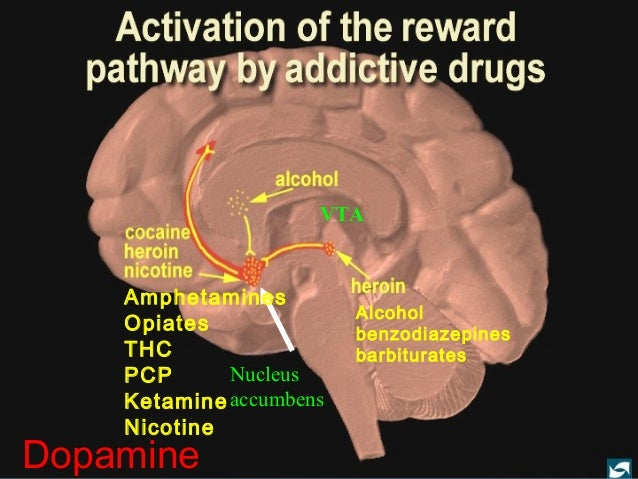 Activation of the reward
pathway by addictive drugs
alcohol
VTA
cocaine
heroin
nicotine
heroin
Amphetamines
Opiates
THC
PCP
Ketamine
Nicotine
Alcohol
benzodiazepines
barbiturates
Nucleus
accumbens
Dopamine